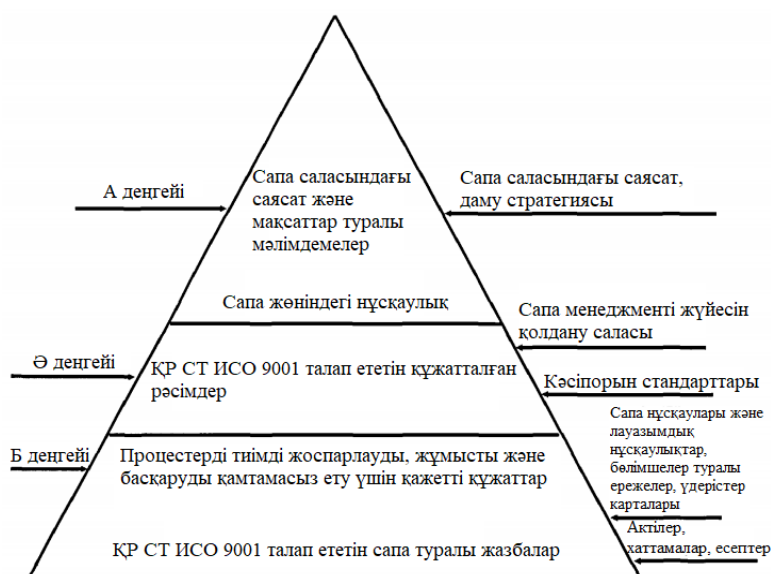 А деңгейі
Сапа саласындағы
саясат және
мақсаттар туралы
мәлімдемелер
Сапа саласындағы саясат,
даму стратегиясы
Сапа жөніндегі нұсқаулық
Сапа менеджменті жүйесін
қолдану саласы
Ә деңгейі
ҚР СТ ИСО 9001 талап ететін құжатталған
рәсімдер
Кәсіпорын стандарттары
Б деңгейі
Процестерді тиімді жоспарлауды, жұмысты және
басқаруды қамтамасыз ету үшін қажетті құжаттар
Сапа нұсқаулары және
лауазымдық
нұсқаулықтар,
бөлімшелер туралы
ережелер, үдерістер
карталары
ҚР СТ ИСО 9001 талап ететін сапа туралы жазбалар
Актілер,
хаттамалар, есептер